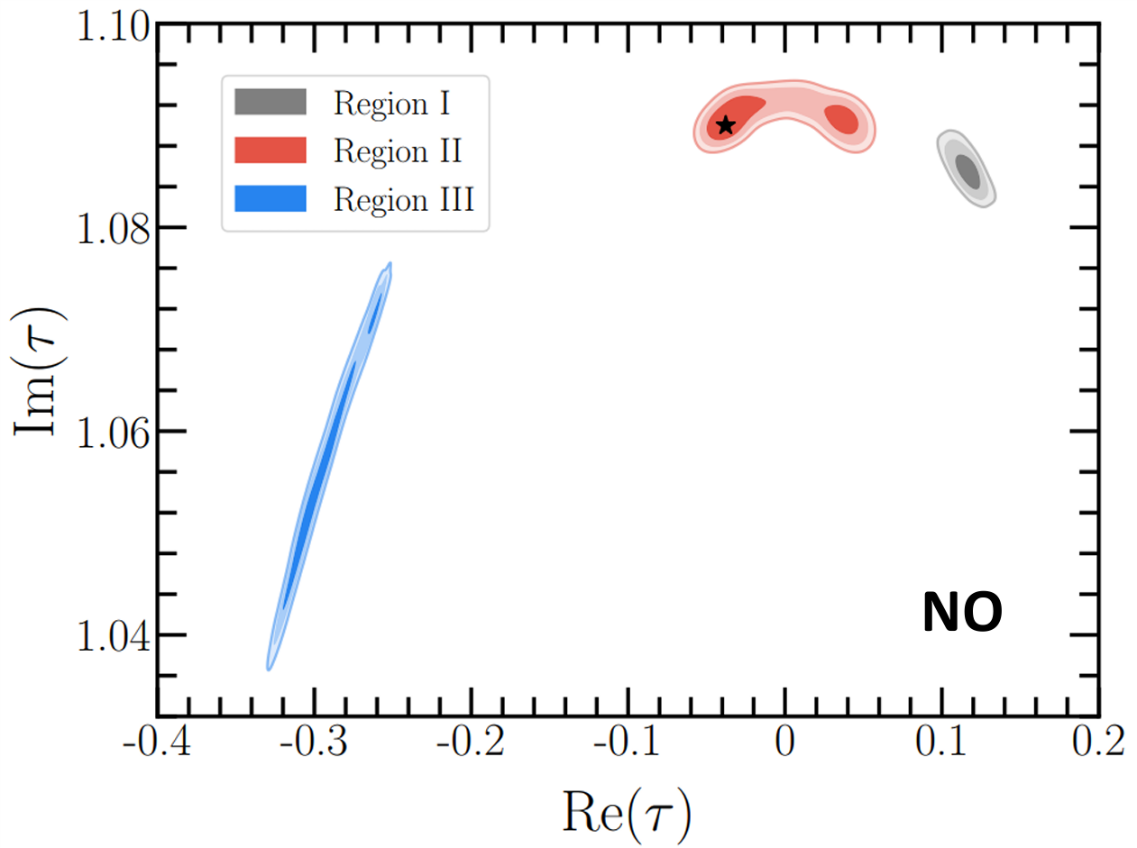 1.10
Region I
Region II
Region III
1.08
1.06
1.04
Im(τ)
NO
-0.4 -0.3 -0.2 -0.1 0 0.1 0.2
Re(τ)